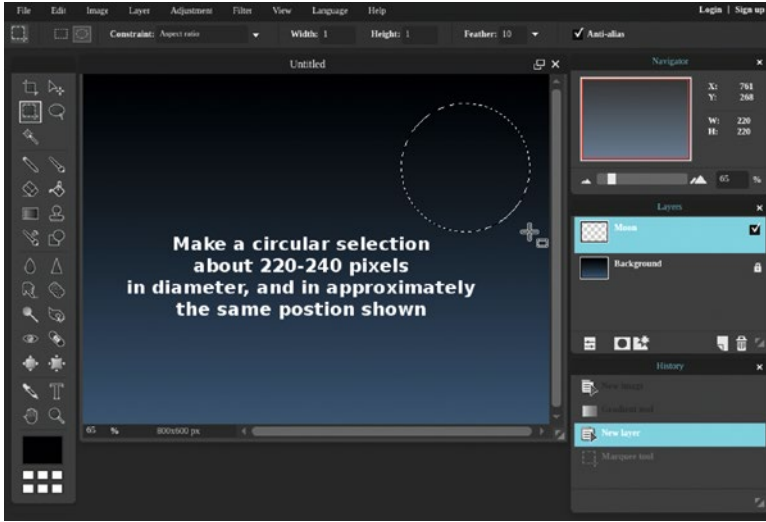 File Edit Image Layer Adjustment Filter View Language Help Login | Sign up
Constraint: Aspect ratio Width: 1 Height: 1 Feather: 10 Anti-alias
Untitled
Navigator
X: 761
Y: 268
W: 220
H: 220
65 %
Layers
Moon
Background
Make a circular selection
about 220-240 pixels
in diameter, and in approximately
the same postion shown
65 % 800x600 px
History
New image
Gradient tool
New layer
Marquee tool